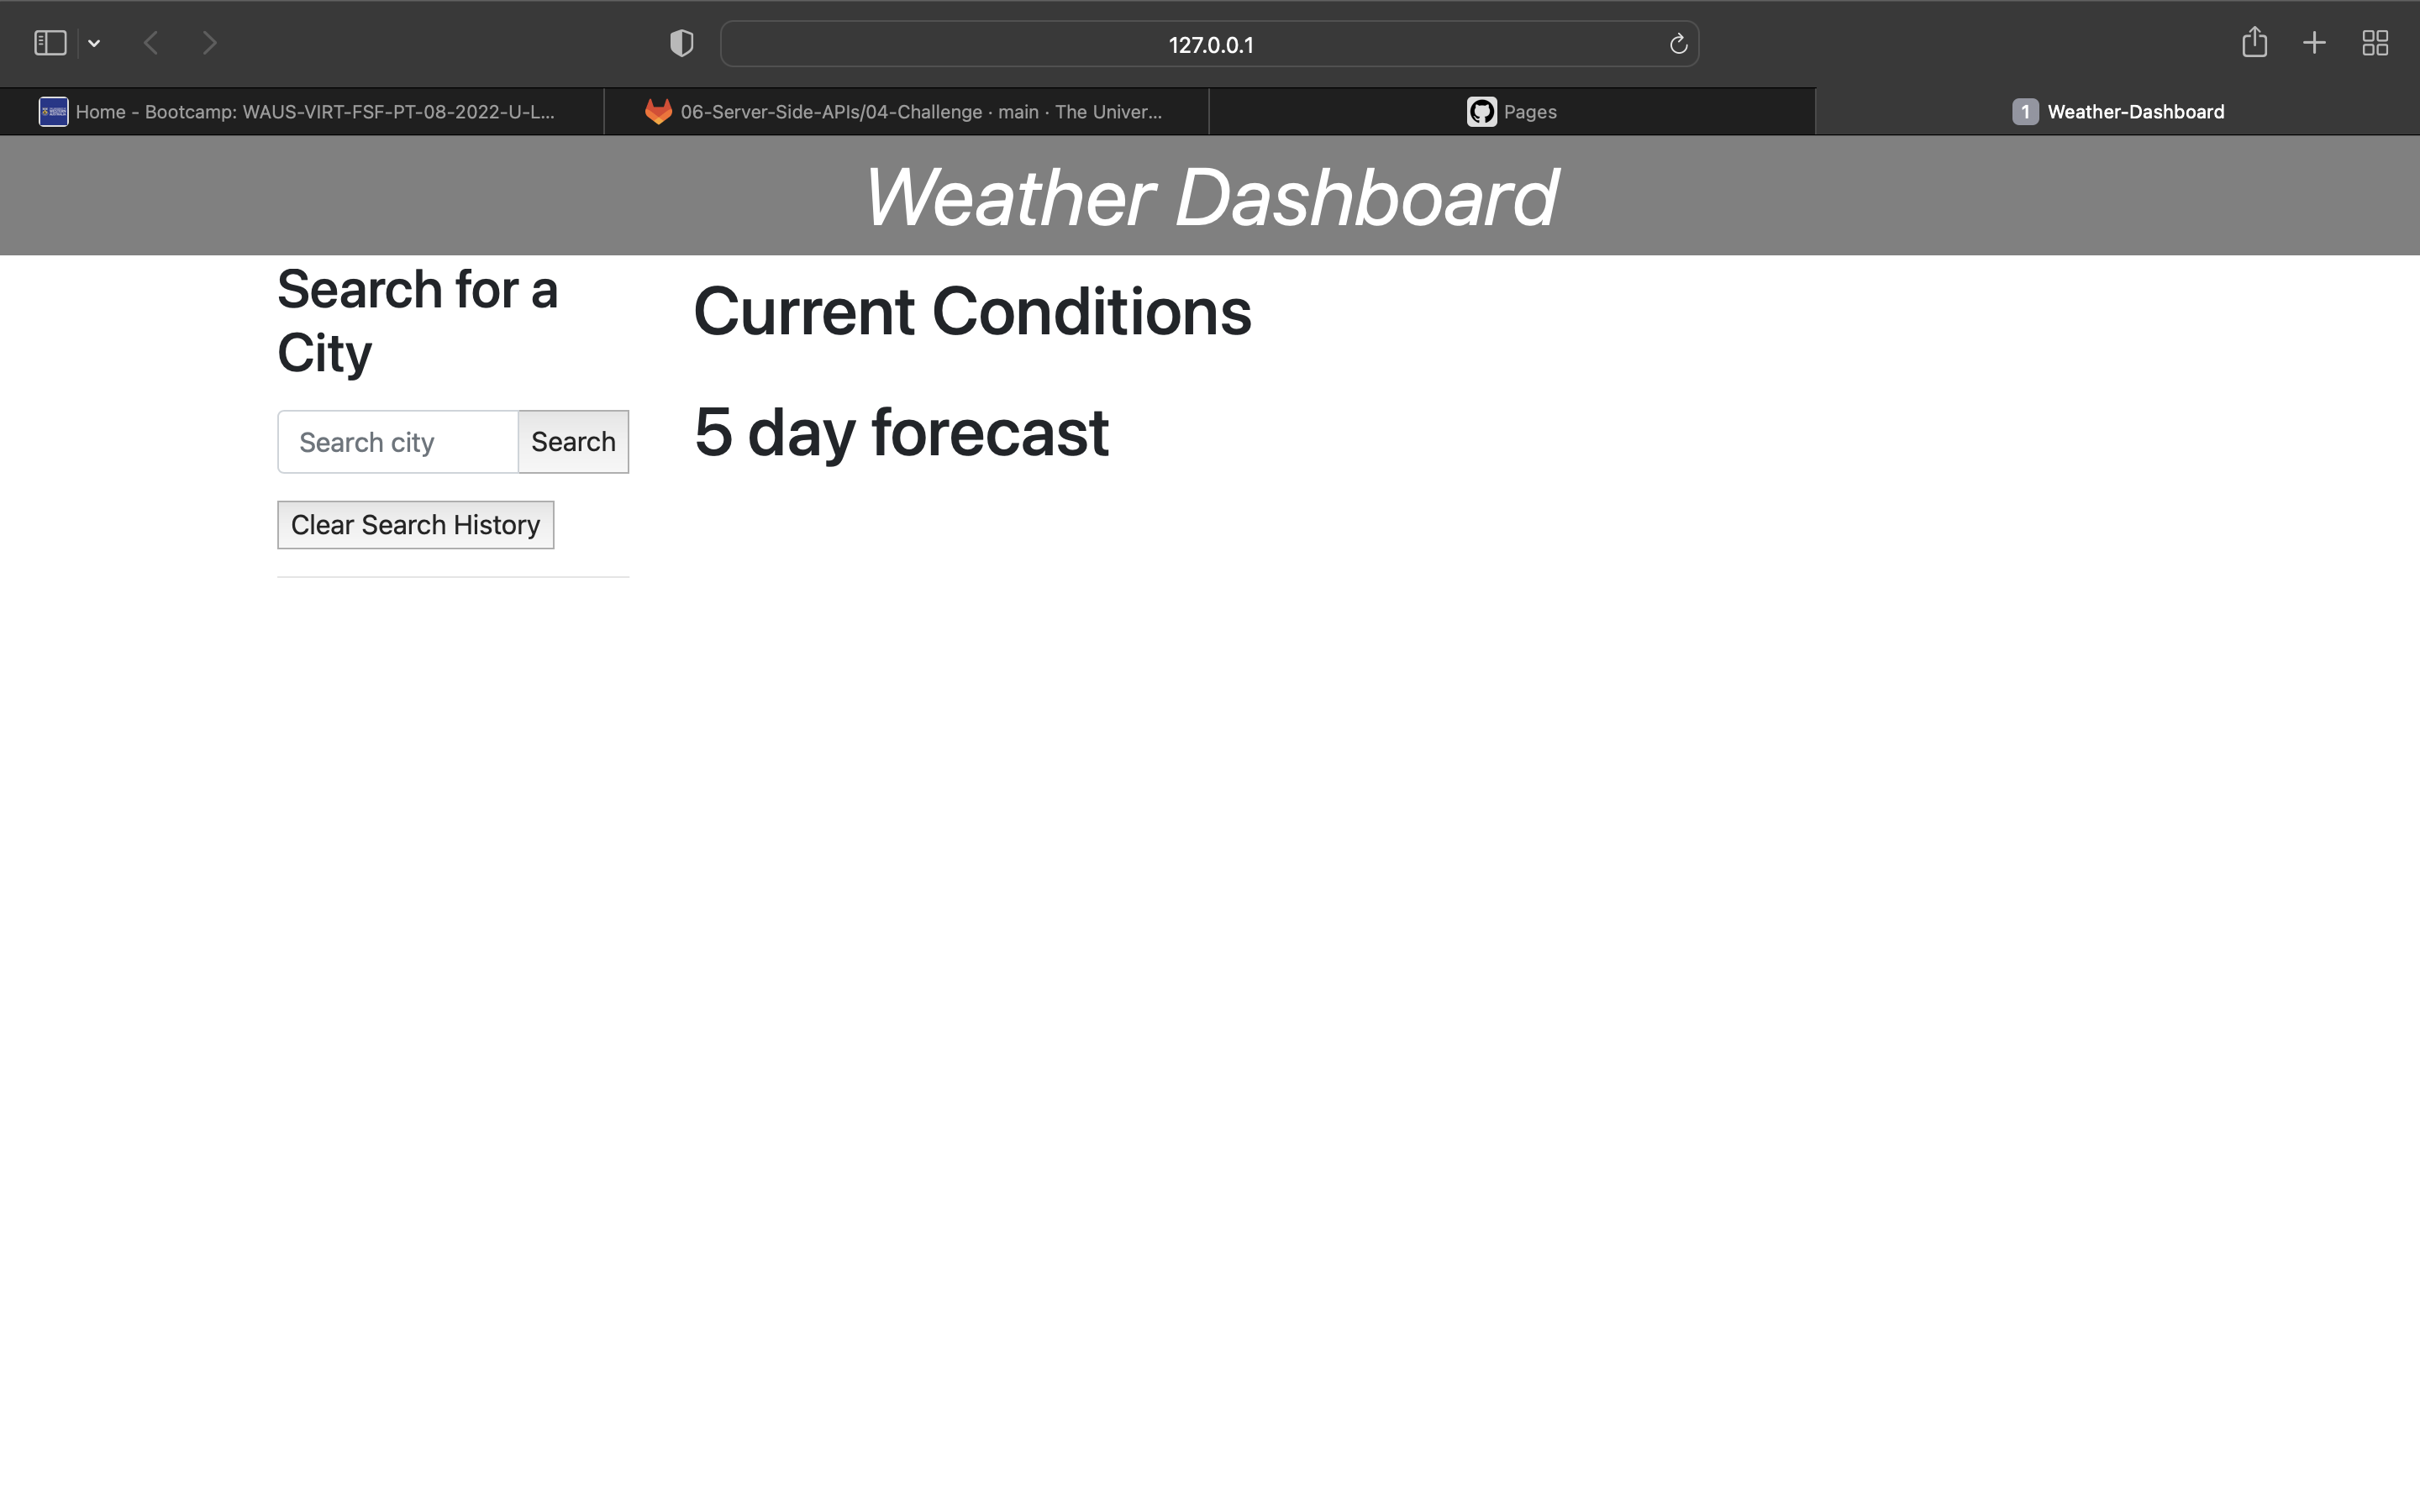 127.0.0.1
Home - Bootcamp: WAUS-VIRT-FSF-PT-08-2022-U-L...
06-Server-Side-APIs/04-Challenge · main · The Univer...
Pages
1 Weather-Dashboard
Weather Dashboard
Search for a
City
Search city
Search
Clear Search History
Current Conditions
5 day forecast